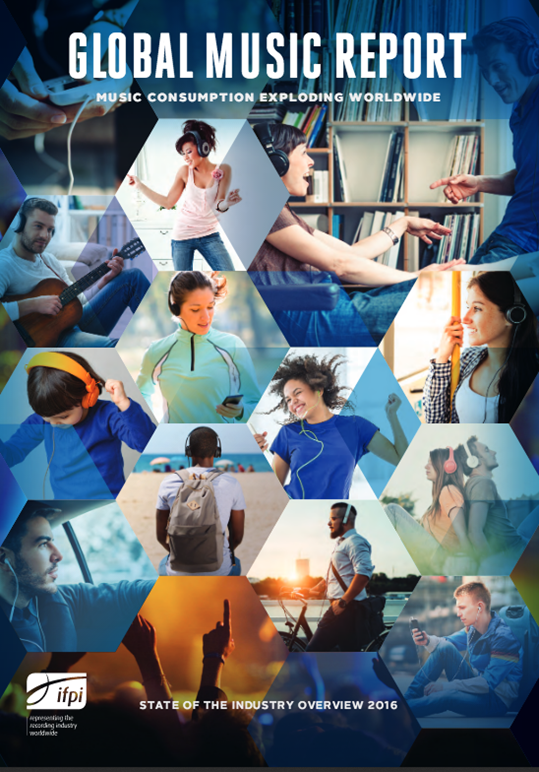 GLOBAL MUSIC REPORT
MUSIC CONSUMPTION EXPLODING WORLDWIDE
ifpi
representing the
recording industry
worldwide
STATE OF THE INDUSTRY OVERVIEW 2016